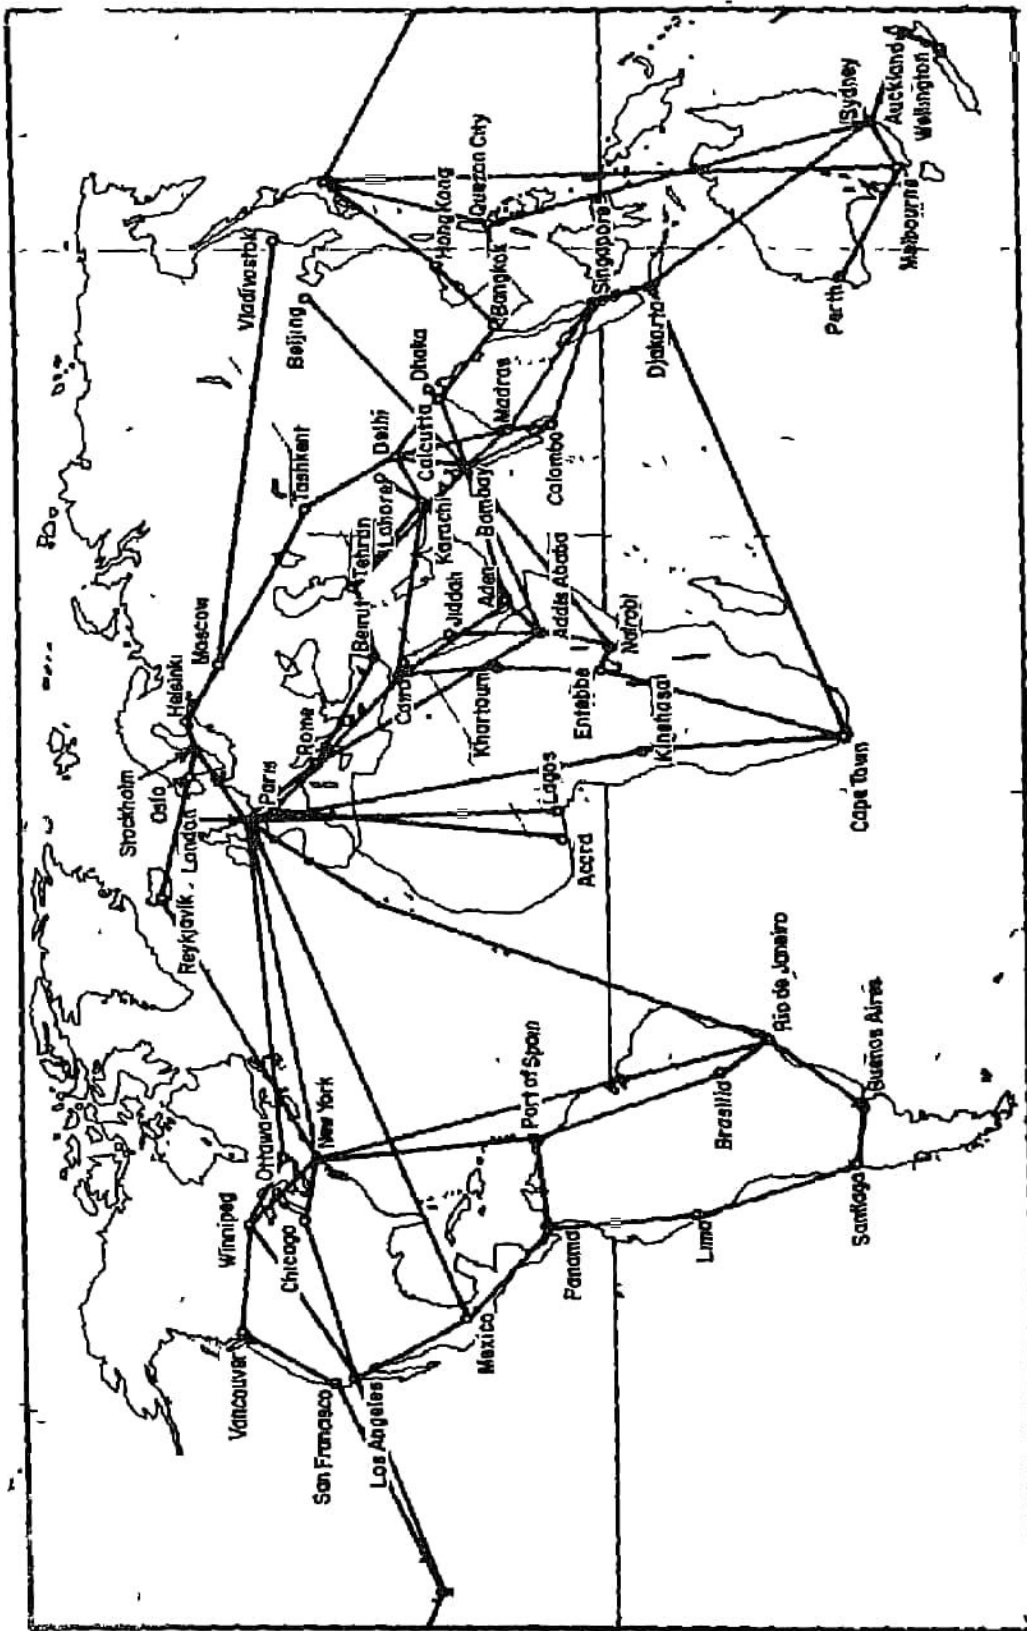 Vancouver
San Francisco
Los Angeles
Winnipeg
Chicago
Ottawa
New York
Mexico
Panama
Port of Spain
Lima
Santiago
Brasilia
Buenos Aires
Rio de Janeiro
Reykjavik
London
Oslo
Stockholm
Helsinki
Moscow
Paris
Rome
Beirut
Cairo
Tehran
Lahore
Tashkent
Delhi
Karachi
Calcutta
Dhaka
Bombay
Madras
Colombo
Jiddah
Aden
Addis Ababa
Khartoum
Entebbe
Nairobi
Kinshasa
Lagos
Accra
Cape Town
Vladivostok
Beijing
Hong Kong
Quezon City
Bangkok
Singapore
Djakarta
Perth
Melbourne
Sydney
Auckland
Wellington